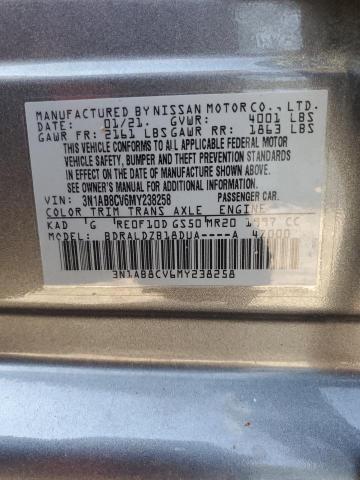 MANUFACTURED BY NISSAN MOTOR CO., LTD.
DATE: 01/21. GVWR: 4001 LBS
GAWR FR: 2161 LBS GAWR RR: 1863 LBS
THIS VEHICLE CONFORMS TO ALL APPLICABLE FEDERAL MOTOR
VEHICLE SAFETY, BUMPER AND THEFT PREVENTION STANDARDS
IN EFFECT ON THE DATE OF MANUFACTURE SHOWN ABOVE.
SEE OWNER'S MANUAL FOR ADDITIONAL INFORMATION
VIN: 3N1AB8CV6MY238258 PASSENGER CAR.
COLOR TRIM TRANS AXLE ENGINE
KAD G RE0F10D GS50 MR20 1997 CC
BDRALDZB18DUA----A 47000
3N1AB8CV6MY238258